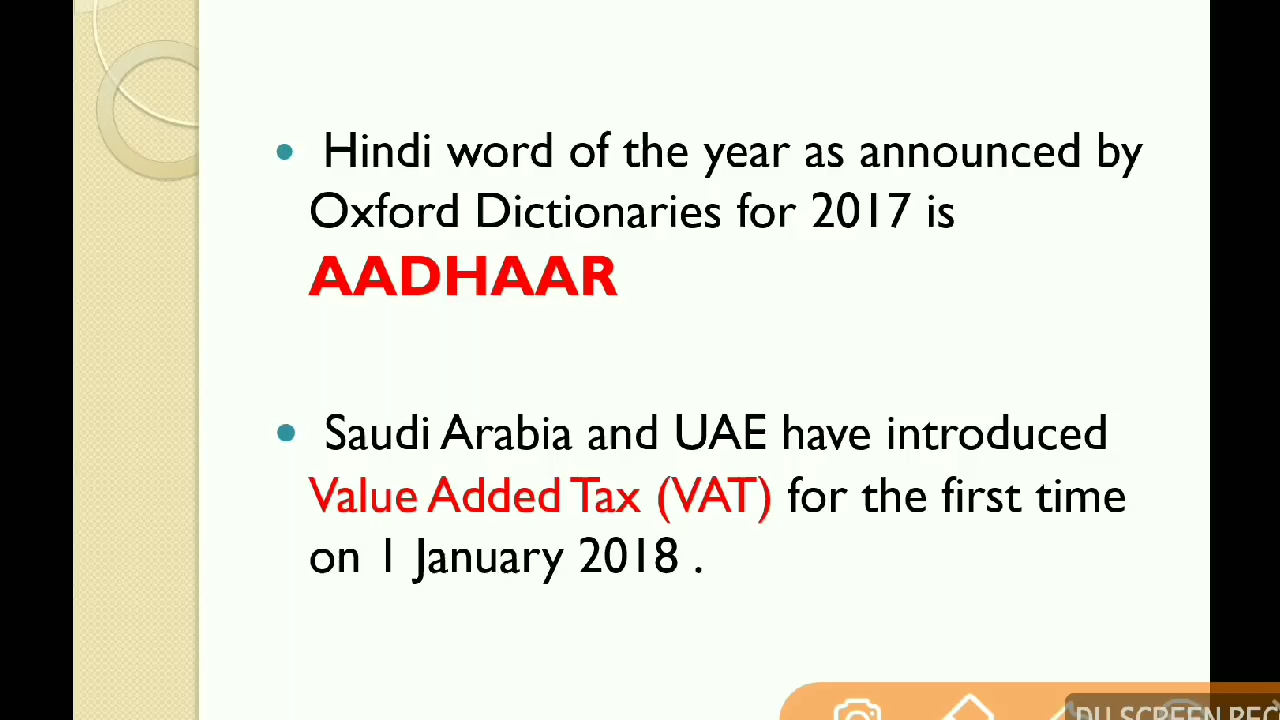 • Hindi word of the year as announced by
Oxford Dictionaries for 2017 is
AADHAAR
• Saudi Arabia and UAE have introduced
Value Added Tax (VAT) for the first time
on 1 January 2018 .
DU SCREEN REC